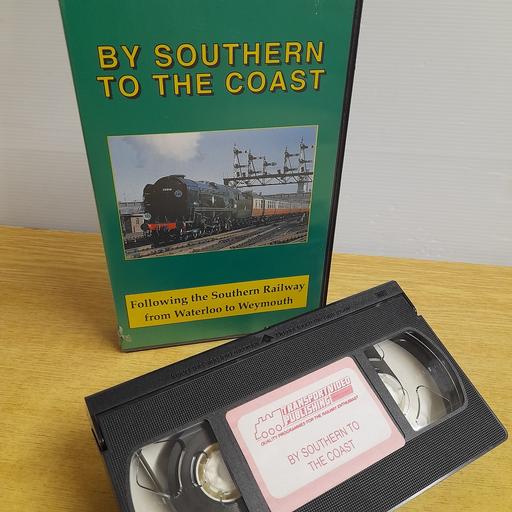 BY SOUTHERN
TO THE COAST
Following the Southern Railway
from Waterloo to Weymouth
TRANSPORT VIDEO
PUBLISHING
QUALITY PROGRAMMES FOR THE RAILWAY ENTHUSIAST
BY SOUTHERN TO
THE COAST